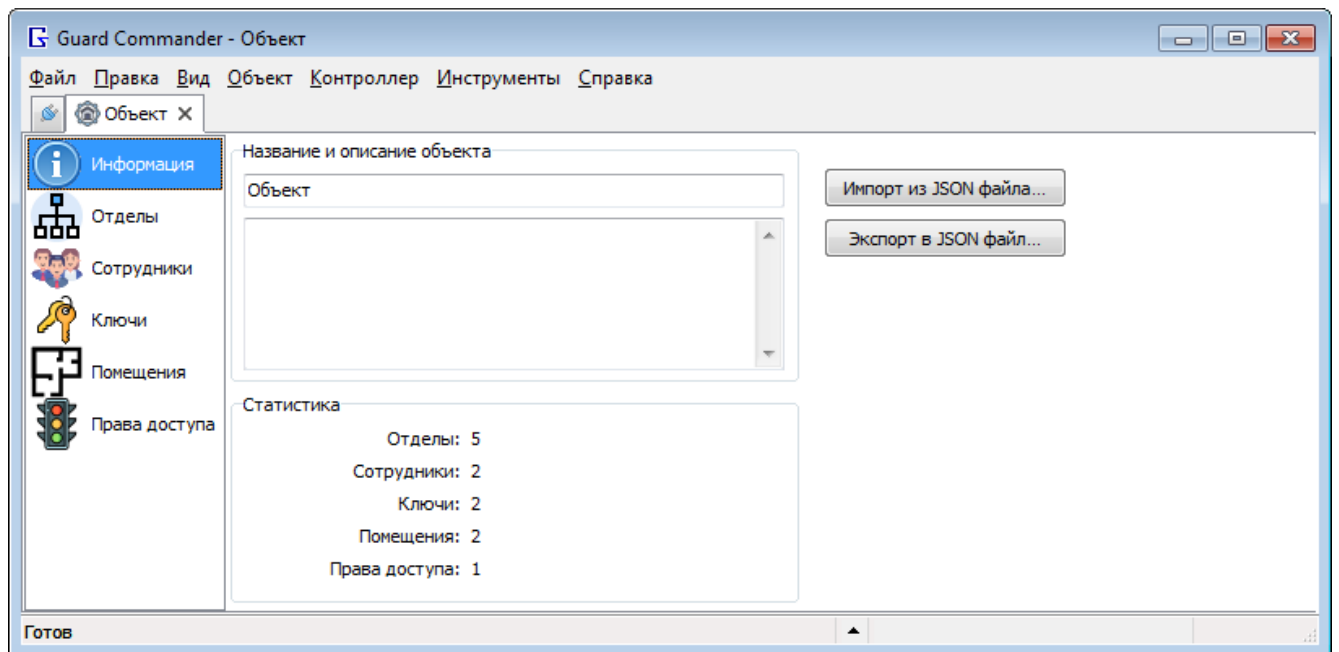 Guard Commander - Объект
Файл Правка Вид Объект Контроллер Инструменты Справка
Объект
Информация
Отделы
Сотрудники
Ключи
Помещения
Права доступа
Название и описание объекта
Объект
Импорт из JSON файла...
Экспорт в JSON файл...
Статистика
Отделы: 5
Сотрудники: 2
Ключи: 2
Помещения: 2
Права доступа: 1
Готов